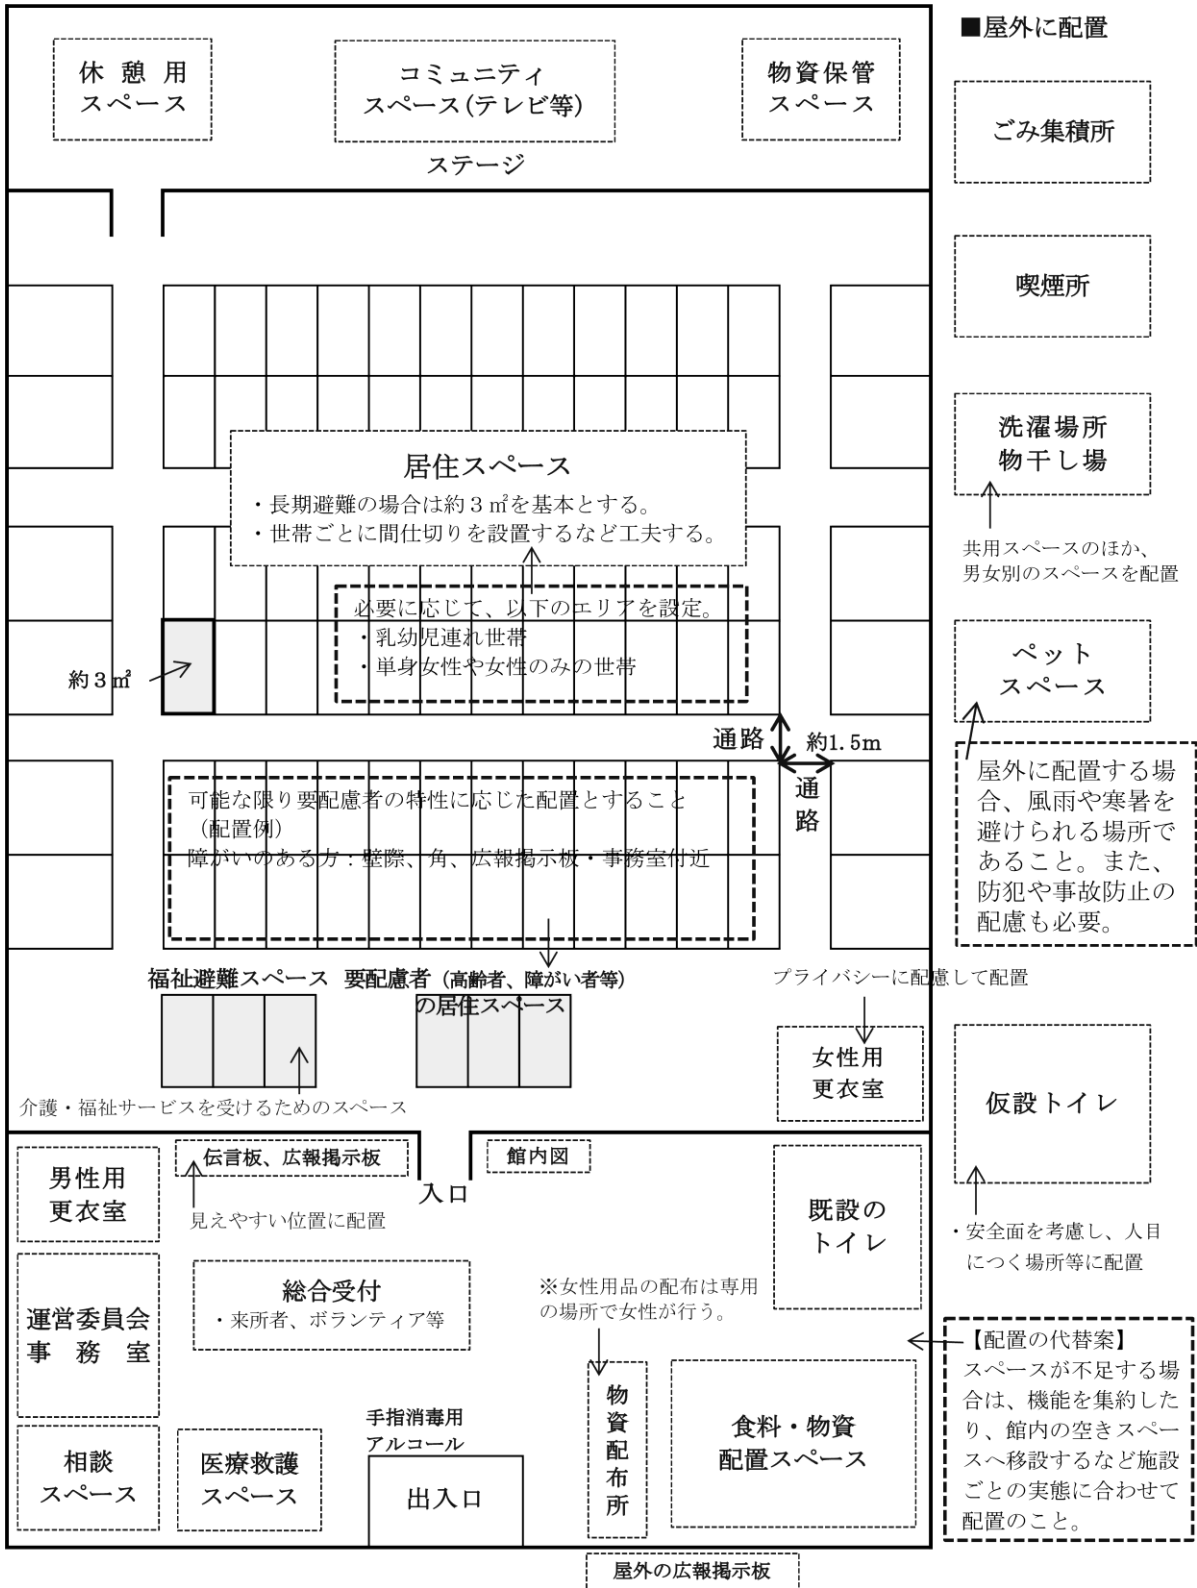 ■屋外に配置
休憩用
スペース
コミュニティ
スペース(テレビ等)
物資保管
スペース
ステージ
ごみ集積所
喫煙所
洗濯場所
物干し場
共用スペースのほか、
男女別のスペースを配置
居住スペース
・長期避難の場合は約３㎡を基本とする。
・世帯ごとに間仕切りを設置するなど工夫する。
必要に応じて、以下のエリアを設定。
・乳幼児連れ世帯
・単身女性や女性のみの世帯
約３㎡
ペット
スペース
屋外に配置する場
合、風雨や寒暑を
避けられる場所で
あること。また、
防犯や事故防止の
配慮も必要。
通路
約1.5m
通路
可能な限り要配慮者の特性に応じた配置とすること
（配置例）
障がいのある方：壁際、角、広報掲示板・事務室付近
福祉避難スペース
要配慮者（高齢者、障がい者等）
の居住スペース
プライバシーに配慮して配置
女性用
更衣室
介護・福祉サービスを受けるためのスペース
仮設トイレ
・安全面を考慮し、人目
につく場所等に配置
男性用
更衣室
伝言板、広報掲示板
見えやすい位置に配置
入口
館内図
既設の
トイレ
運営委員会
事務室
総合受付
・来所者、ボランティア等
※女性用品の配布は専用
の場所で女性が行う。
【配置の代替案】
スペースが不足する場
合は、機能を集約した
り、館内の空きスペー
スへ移設するなど施設
ごとの実態に合わせて
配置のこと。
相談
スペース
医療救護
スペース
手指消毒用
アルコール
出入口
物資配布所
食料・物資
配置スペース
屋外の広報掲示板